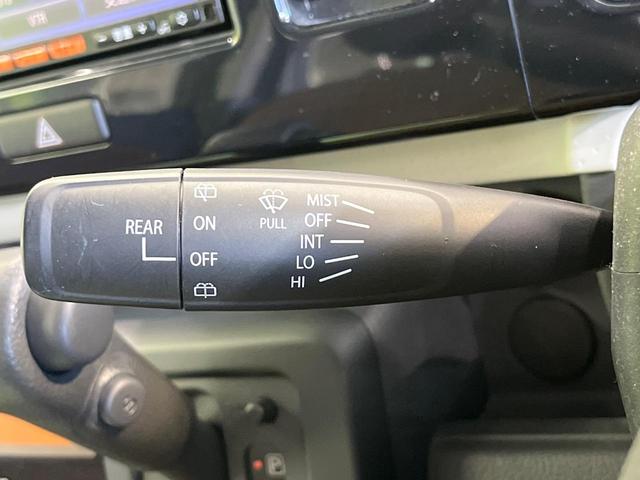 REAR
ON
OFF
PULL
MIST
OFF
INT
LO
HI
P